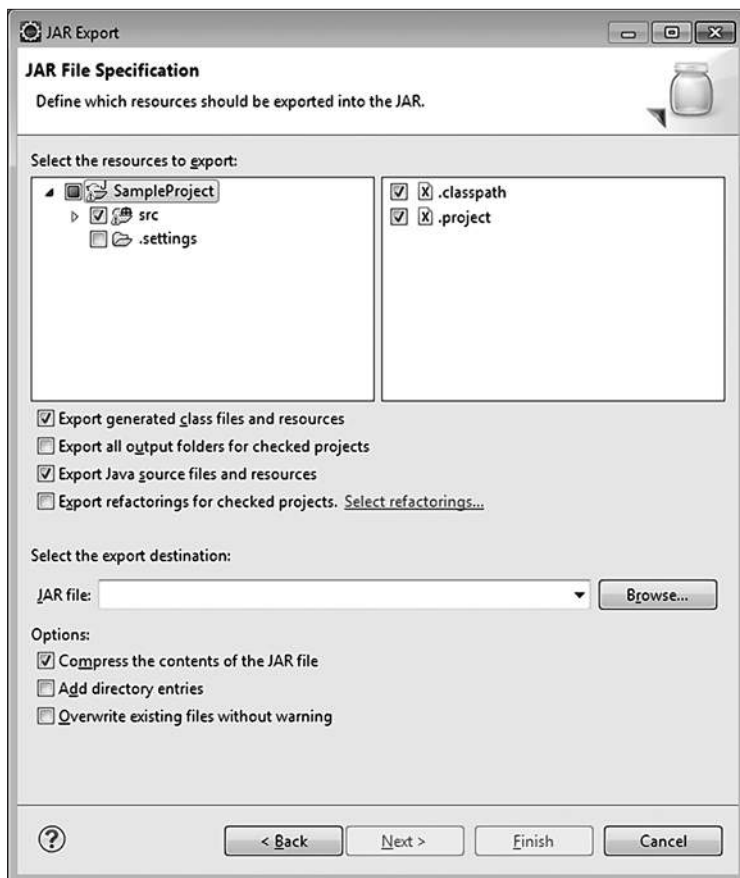 JAR Export
JAR File Specification
Define which resources should be exported into the JAR.
Select the resources to export:
SampleProject
src
.settings
.classpath
.project
Export generated class files and resources
Export all output folders for checked projects
Export Java source files and resources
Export refactorings for checked projects. Select refactorings...
Select the export destination:
JAR file:
Browse...
Options:
Compress the contents of the JAR file
Add directory entries
Overwrite existing files without warning
< Back
Next >
Finish
Cancel